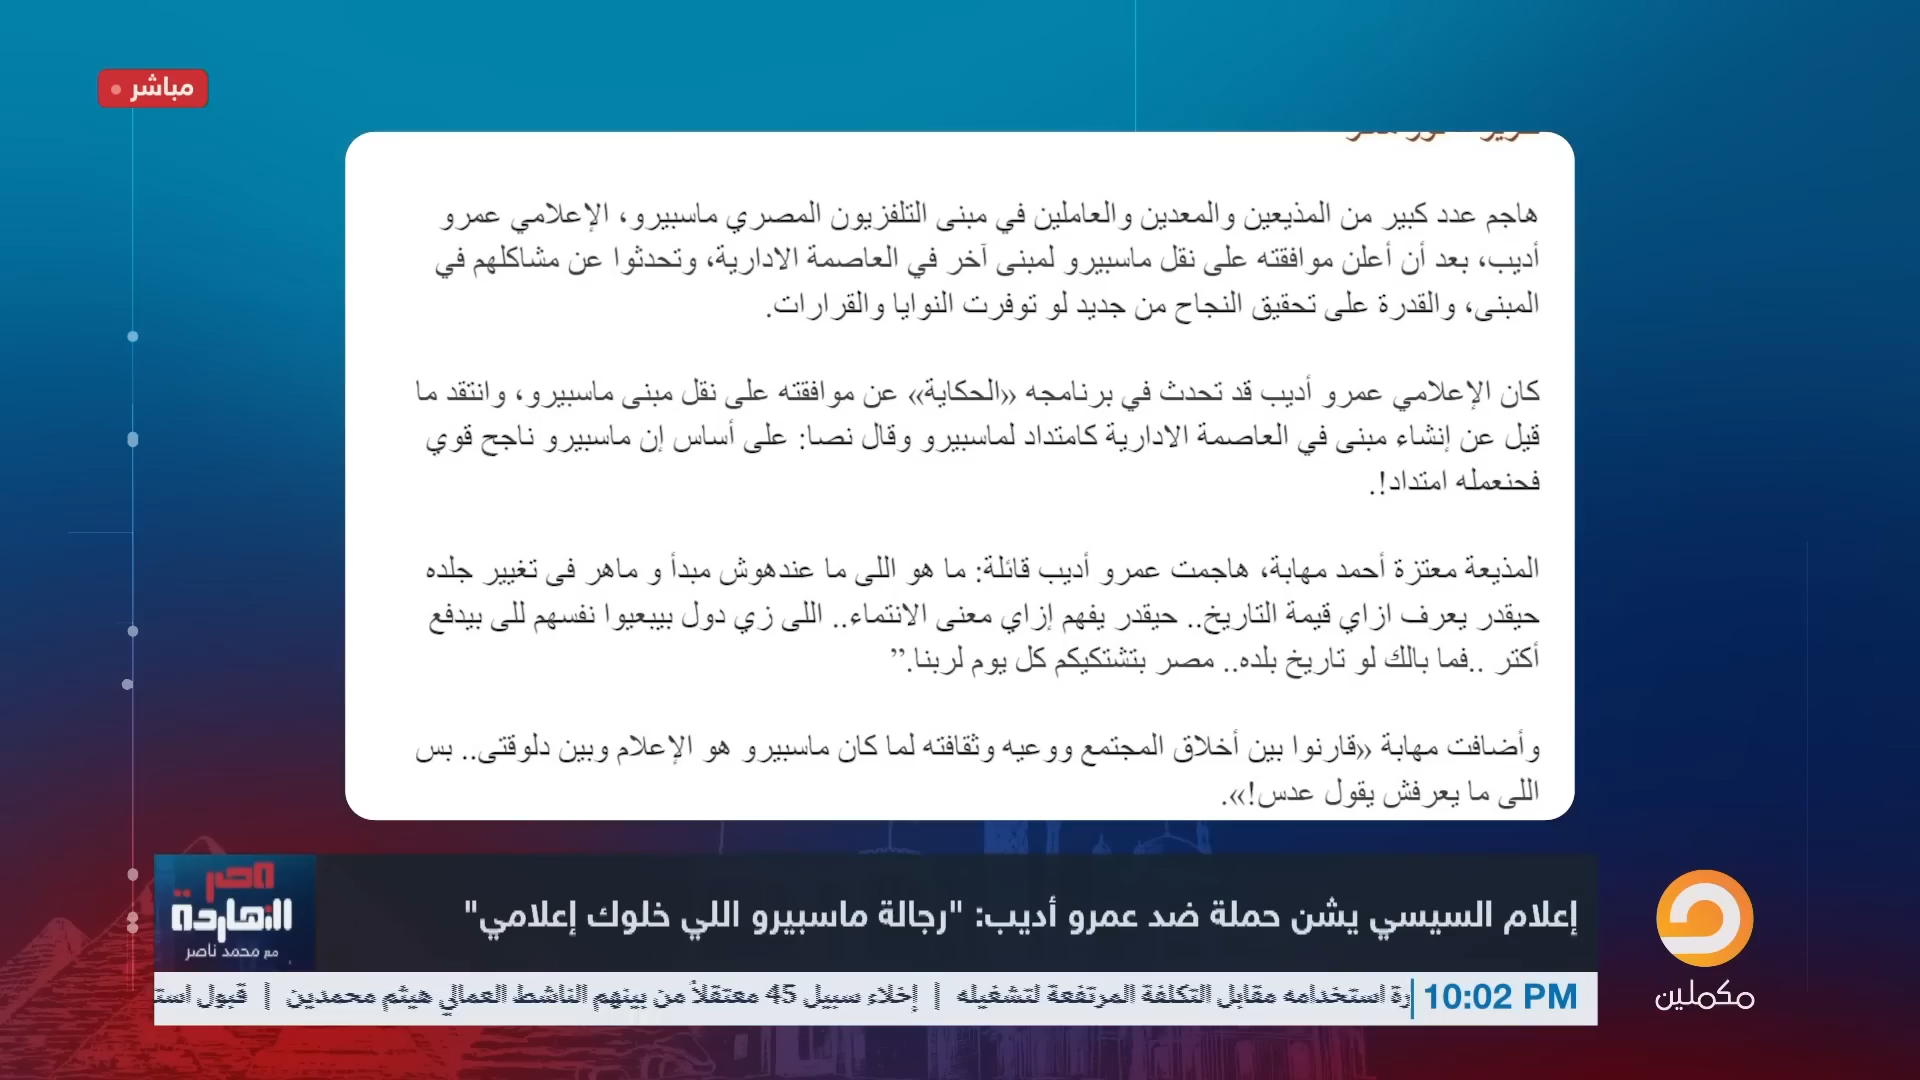 مباشر
هاجم عدد كبير من المذيعين والمعدين والعاملين في مبنى التلفزيون المصري ماسبيرو، الإعلامي عمرو
أديب، بعد أن أعلن موافقته على نقل ماسبيرو لمبنى آخر في العاصمة الادارية، وتحدثوا عن مشاكلهم في
المبنى، والقدرة على تحقيق النجاح من جديد لو توفرت النوايا والقرارات.
كان الإعلامي عمرو أديب قد تحدث في برنامجه «الحكاية» عن موافقته على نقل مبنى ماسبيرو، وانتقد ما
قيل عن إنشاء مبنى في العاصمة الادارية كامتداد لماسبيرو وقال نصا: على أساس إن ماسبيرو ناجح قوي
فحنعمله امتداد!.
المذيعة معتزة أحمد مهابة، هاجمت عمرو أديب قائلة: ما هو اللى ما عندهوش مبدأ و ماهر فى تغيير جلده
حيقدر يعرف ازاي قيمة التاريخ.. حيقدر يفهم إزاي معنى الانتماء.. اللى زي دول بيبعيوا نفسهم للى بيدفع
أكتر ..فما بالك لو تاريخ بلده.. مصر بتشتكيكم كل يوم لربنا.”
وأضافت مهابة «قارنوا بين أخلاق المجتمع ووعيه وثقافته لما كان ماسبيرو هو الإعلام وبين دلوقتى.. بس
اللى ما يعرفش يقول عدس!».
إعلام السيسي يشن حملة ضد عمرو أديب: "رجالة ماسبيرو اللي خلوك إعلامي"
مصر
النهاردة
مع محمد ناصر
10:02 PM
رة استخدامه مقابل التكلفة المرتفعة لتشغيله | إخلاء سبيل 45 معتقلاً من بينهم الناشط العمالي هيثم محمدين | قبول است
مكملين